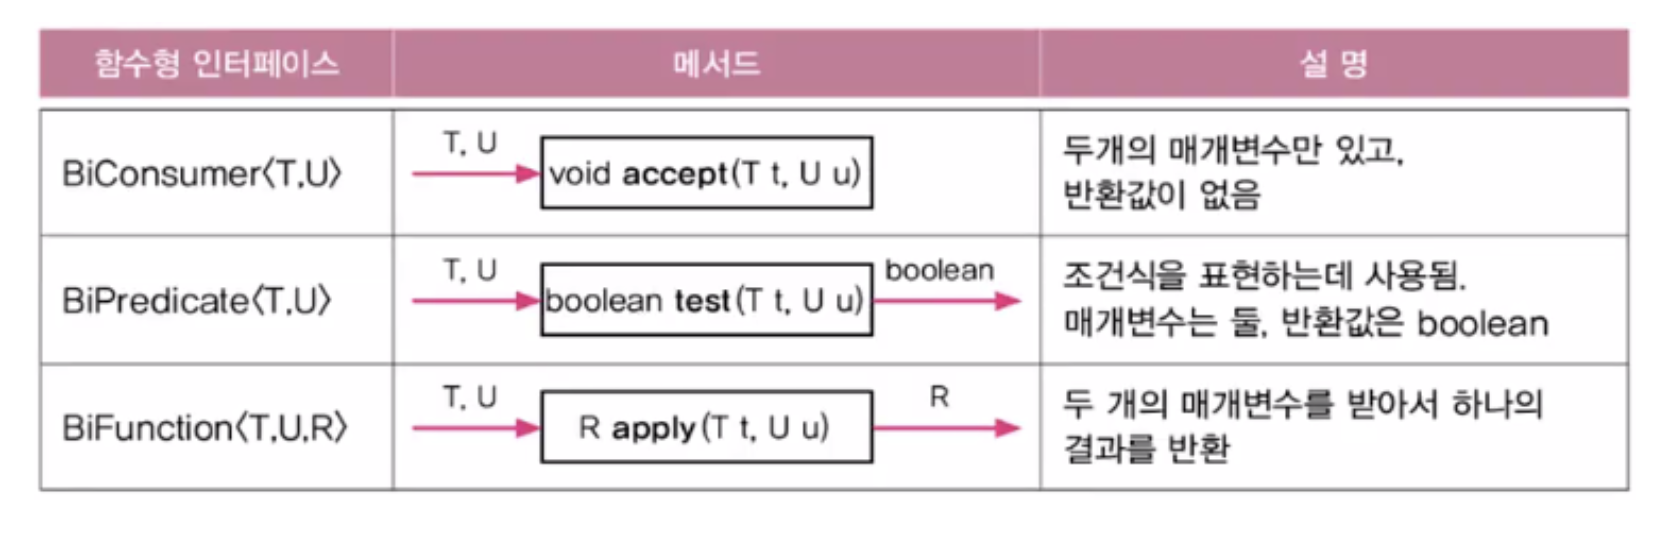 함수형 인터페이스 메서드 설 명
BiConsumer〈T,U〉
T, U
void accept(T t, U u)
두개의 매개변수만 있고,
반환값이 없음
BiPredicate〈T,U〉
T, U
boolean test(T t, U u)
boolean
조건식을 표현하는데 사용됨.
매개변수는 둘, 반환값은 boolean
BiFunction〈T,U,R〉
T, U
R apply(T t, U u)
R
두 개의 매개변수를 받아서 하나의
결과를 반환